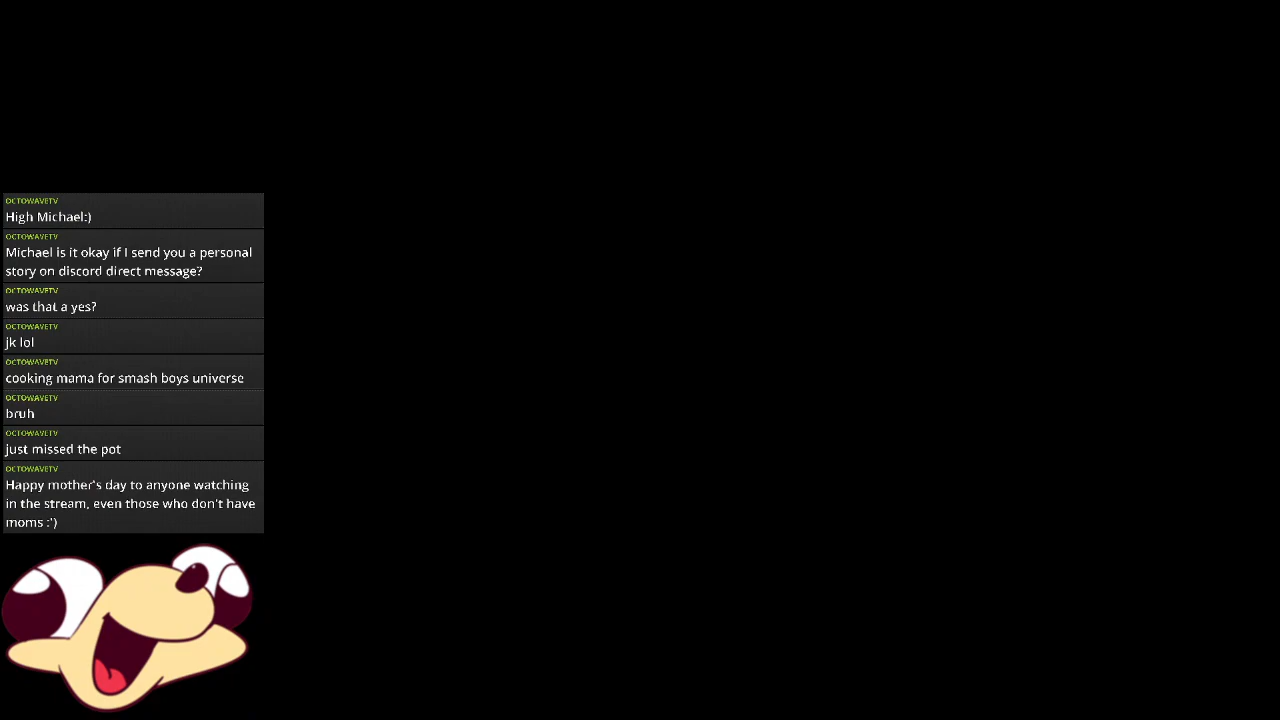 OCTOWAVETV
High Michael:)
OCTOWAVETV
Michael is it okay if I send you a personal
story on discord direct message?
OCTOWAVETV
was that a yes?
OCTOWAVETV
jk lol
OCTOWAVETV
cooking mama for smash boys universe
OCTOWAVETV
bruh
OCTOWAVETV
just missed the pot
OCTOWAVETV
Happy mother's day to anyone watching
in the stream, even those who don't have
moms :')